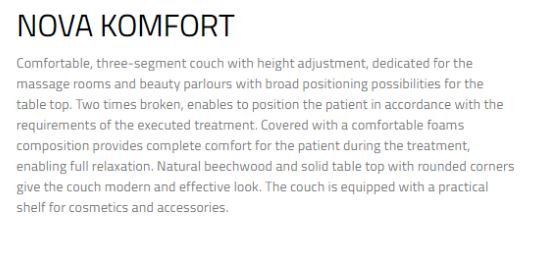 NOVA KOMFORT
Comfortable, three-segment couch with height adjustment, dedicated for the
massage rooms and beauty parlours with broad positioning possibilities for the
table top. Two times broken, enables to position the patient in accordance with the
requirements of the executed treatment. Covered with a comfortable foams
composition provides complete comfort for the patient during the treatment,
enabling full relaxation. Natural beechwood and solid table top with rounded corners
give the couch modern and effective look. The couch is equipped with a practical
shelf for cosmetics and accessories.